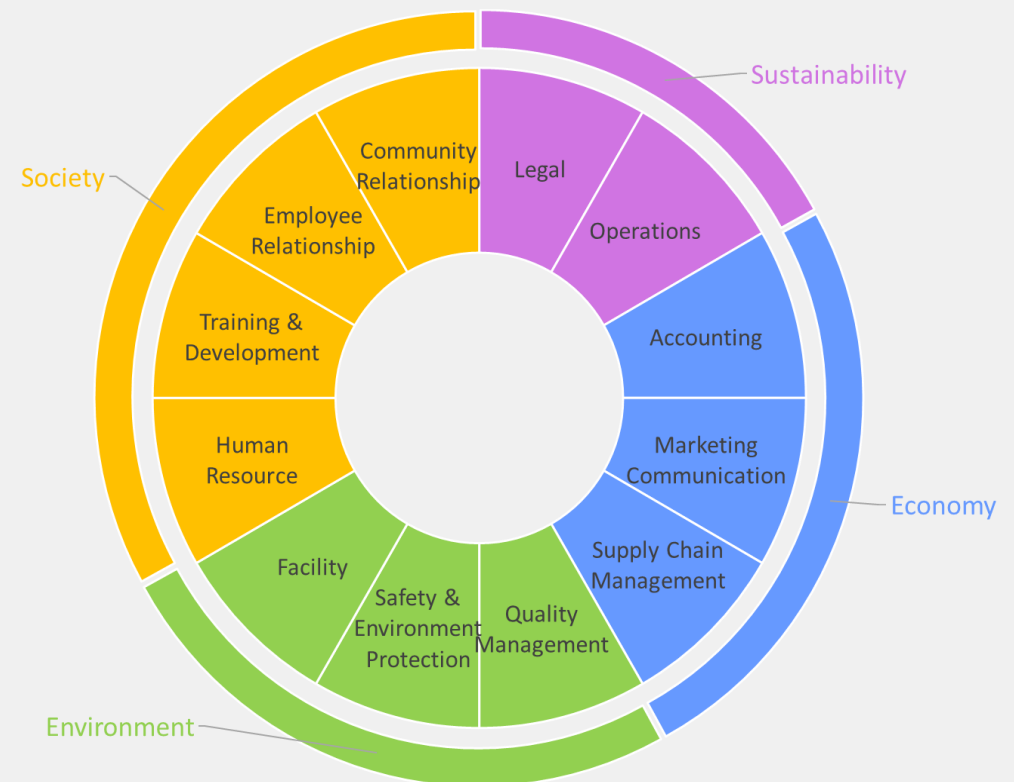 Sustainability
Society
Economy
Environment
Community
Relationship
Legal
Operations
Accounting
Marketing
Communication
Supply Chain
Management
Quality
Management
Safety &
Environment
Protection
Facility
Human
Resource
Training &
Development
Employee
Relationship